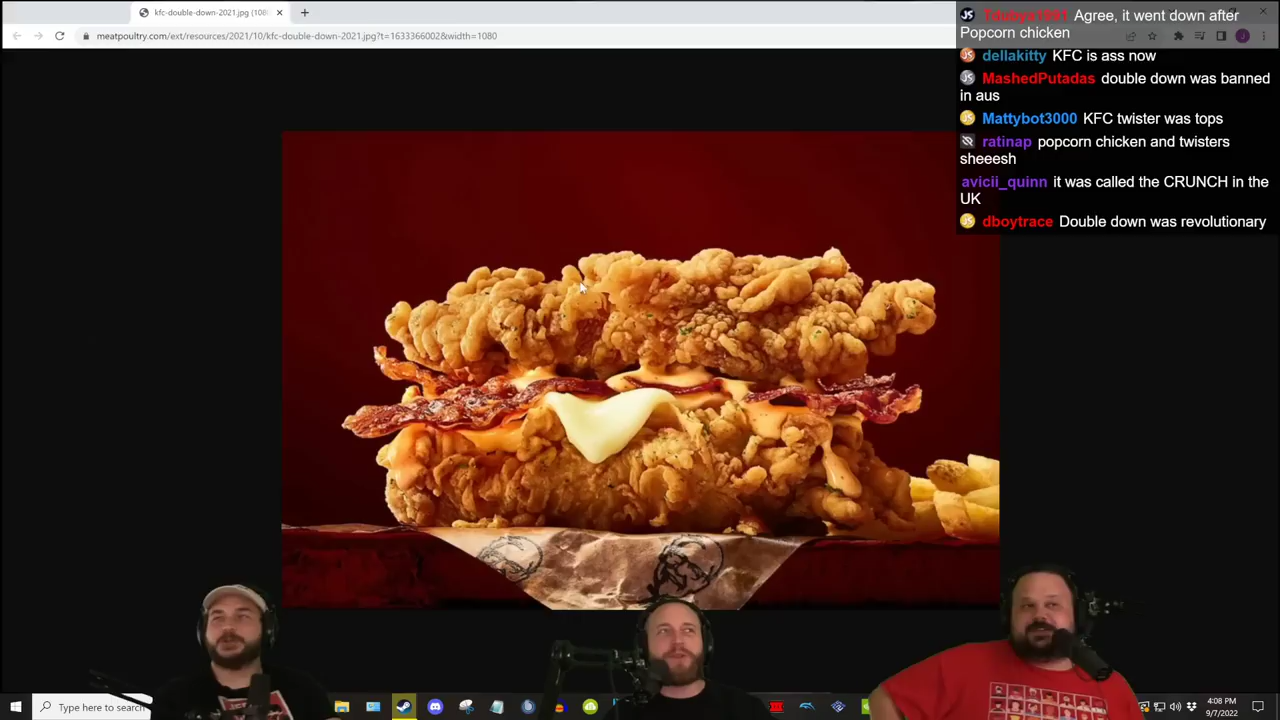 kfc-double-down-2021.jpg (108
meatpoultry.com/ext/resources/2021/10/kfc-double-down-2021.jpg?t=1633366002&width=1080
Tdubya1991 Agree, it went down after
Popcorn chicken
dellakitty KFC is ass now
MashedPutadas double down was banned
in aus
Mattybot3000 KFC twister was tops
ratinap popcorn chicken and twisters
sheeesh
avicii_quinn it was called the CRUNCH in the
UK
dboytrace Double down was revolutionary
Type here to search
4:08 PM
9/7/2022